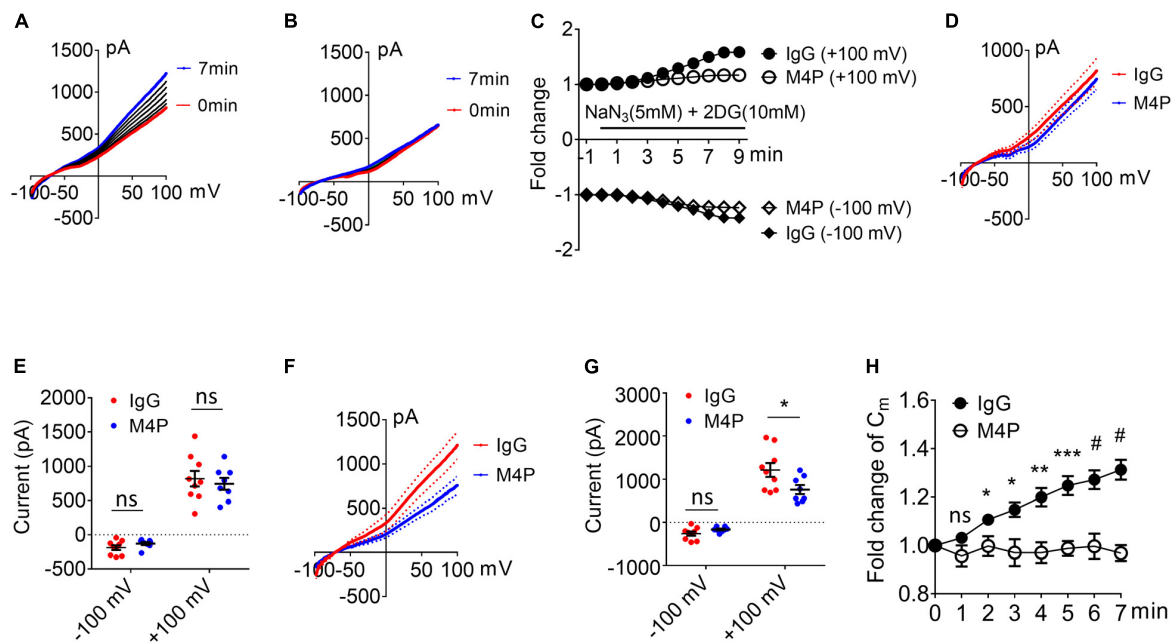 A
pA
1500
1000
500
-100
-50
50
100
mV
-500
7min
0min
B
pA
1500
1000
500
-100
-50
50
100
mV
-500
7min
0min
C
Fold change
2
1
0
-1
-2
IgG (+100 mV)
M4P (+100 mV)
NaN3(5mM) + 2DG(10mM)
-1 1 3 5 7 9 min
M4P (-100 mV)
IgG (-100 mV)
D
pA
1000
500
-100
-50
50
100
mV
-500
IgG
M4P
E
Current (pA)
2000
1500
1000
500
0
-500
IgG
M4P
ns
ns
-100 mV
+100 mV
F
pA
1500
1000
500
-100
-50
50
100
mV
-500
IgG
M4P
G
Current (pA)
3000
2000
1000
0
-1000
IgG
M4P
ns
*
-100 mV
+100 mV
H
Fold change of Cm
1.6
1.4
1.2
1.0
0.8
IgG
M4P
ns * * ** *** # #
0 1 2 3 4 5 6 7 min